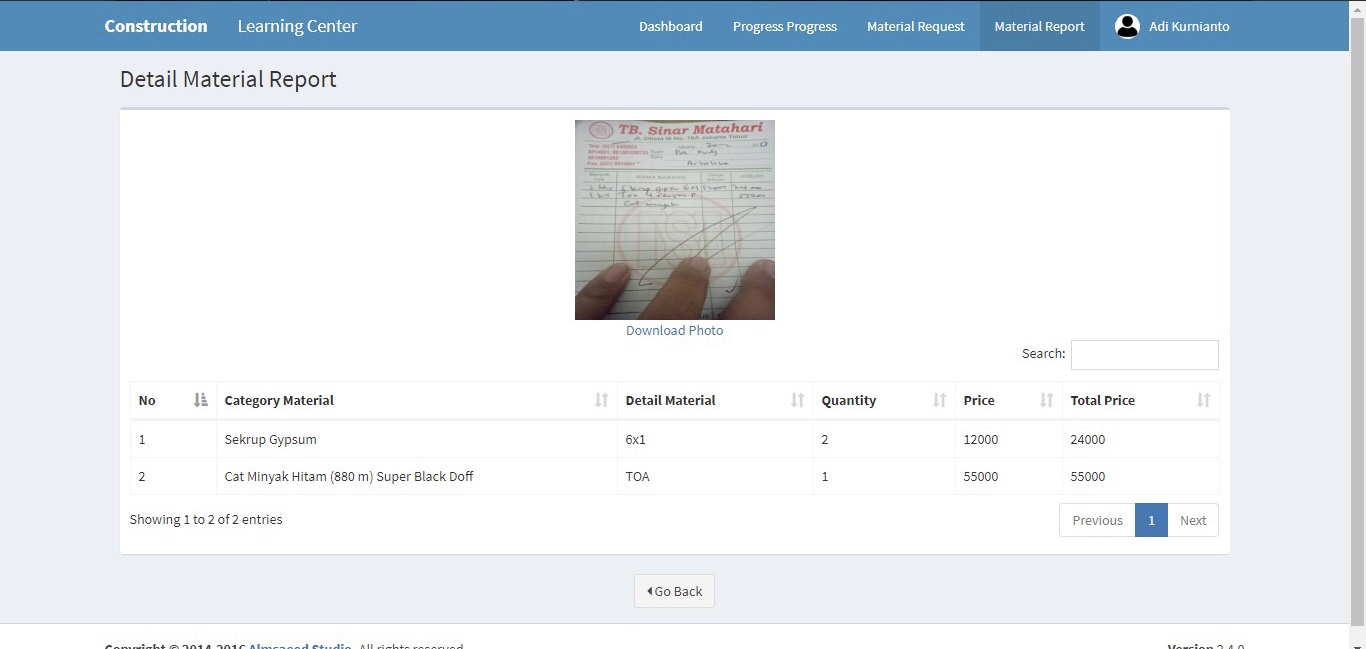 Construction Learning Center Dashboard Progress Progress Material Request Material Report Adi Kurnianto
Detail Material Report
TB. Sinar Matahari
Download Photo
Search:
No Category Material Detail Material Quantity Price Total Price
1 Sekrup Gypsum 6x1 2 12000 24000
2 Cat Minyak Hitam (880 m) Super Black Doff TOA 1 55000 55000
Showing 1 to 2 of 2 entries Previous 1 Next
Go Back
Copyright © 2014-2016 Almsaeed Studio. All rights reserved Version 2.4.0